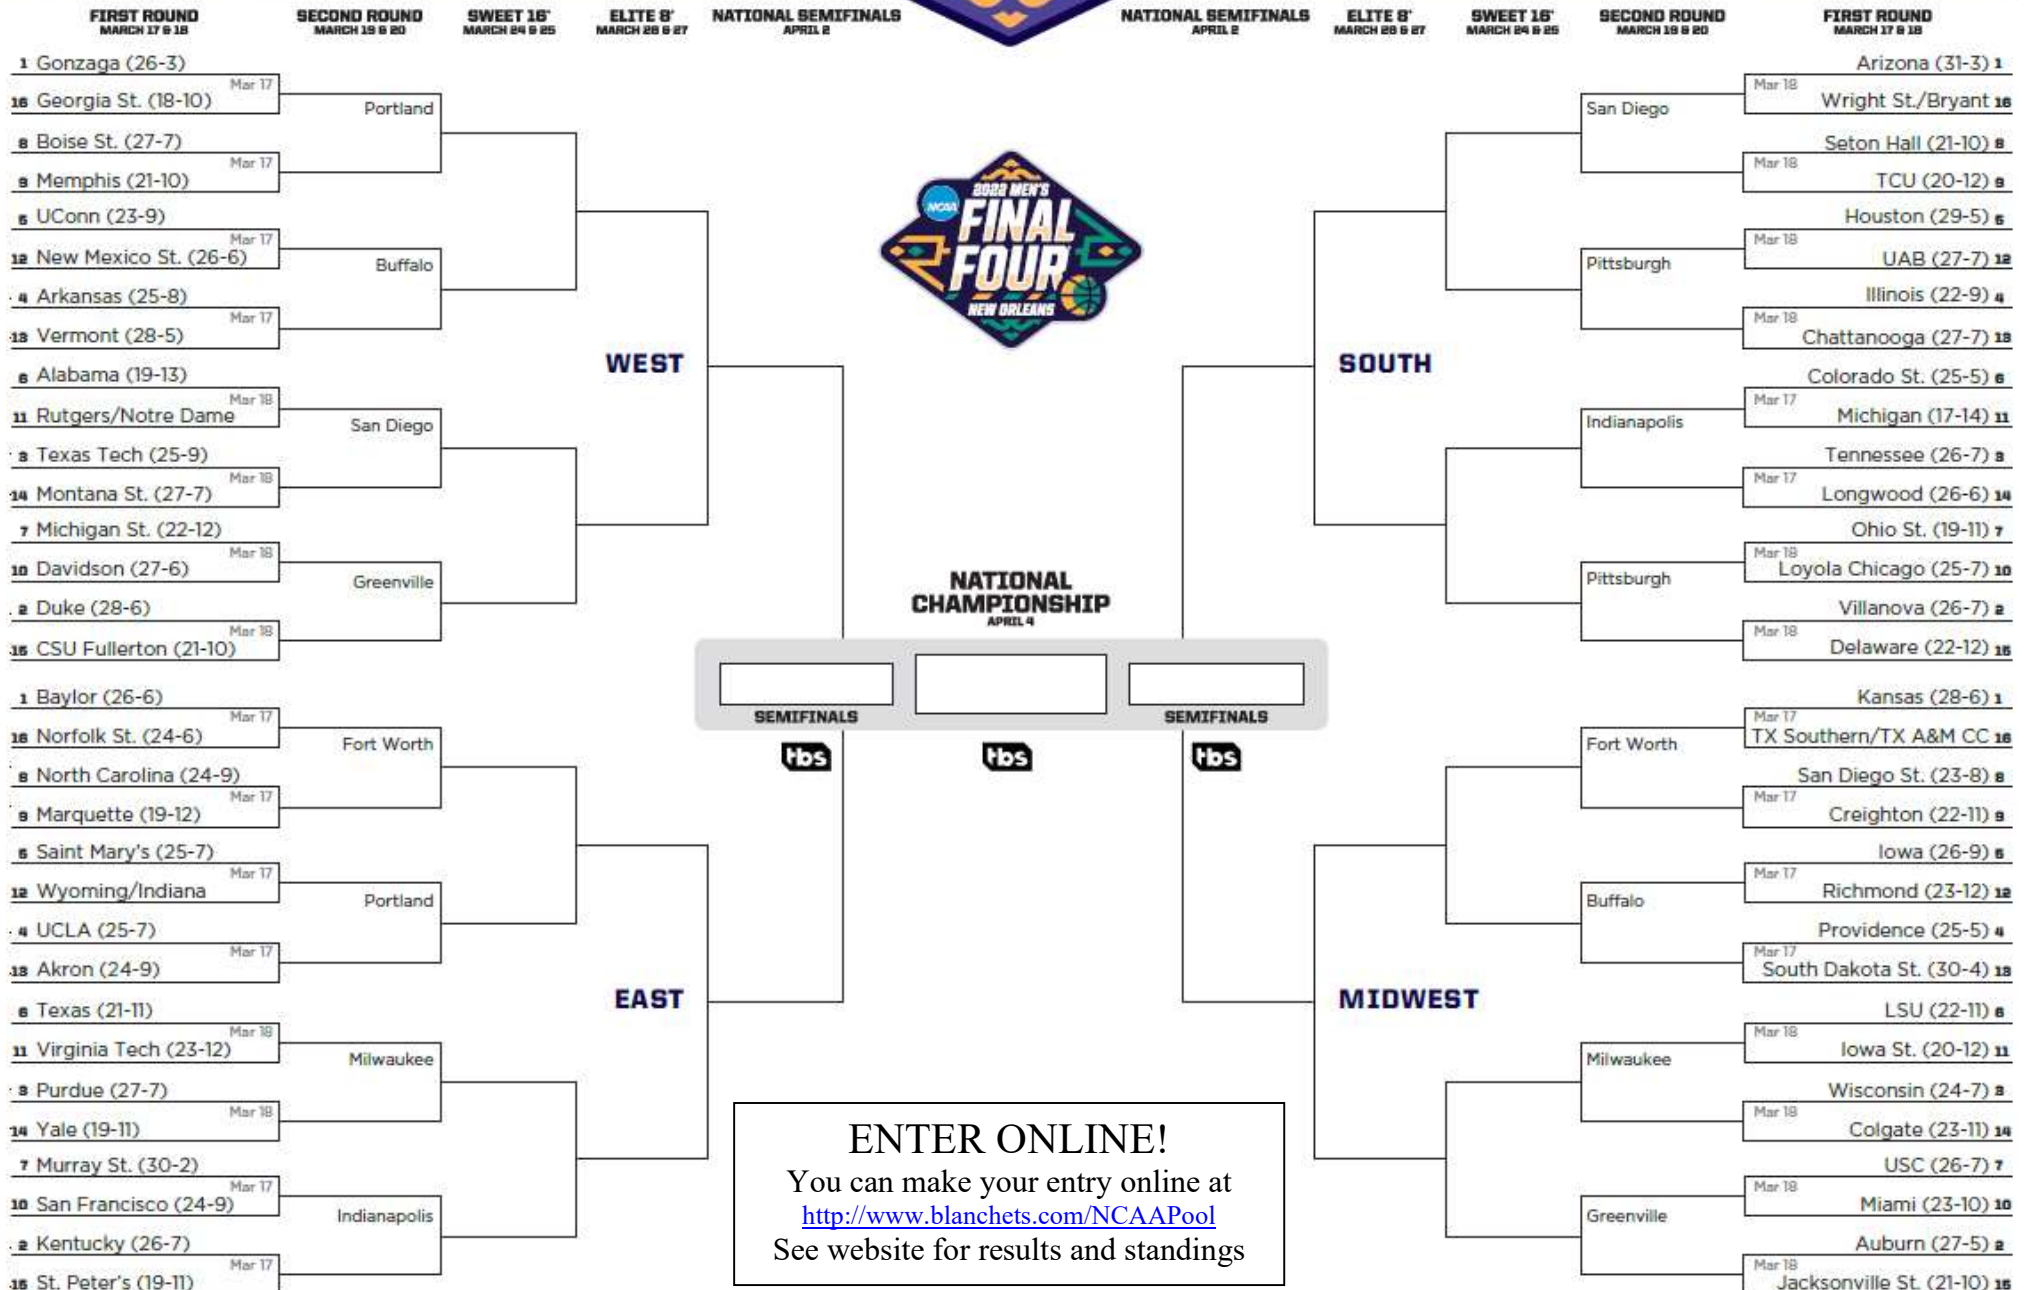 FIRST ROUND
MARCH 17 & 18
SECOND ROUND
MARCH 19 & 20
SWEET 16'
MARCH 24 & 25
ELITE 8'
MARCH 26 & 27
NATIONAL SEMIFINALS
APRIL 2
NATIONAL SEMIFINALS
APRIL 2
ELITE 8'
MARCH 26 & 27
SWEET 16'
MARCH 24 & 25
SECOND ROUND
MARCH 19 & 20
FIRST ROUND
MARCH 17 & 18
1 Gonzaga (26-3)
Mar 17
16 Georgia St. (18-10)
Portland
8 Boise St. (27-7)
Mar 17
9 Memphis (21-10)
5 UConn (23-9)
Mar 17
12 New Mexico St. (26-6)
Buffalo
4 Arkansas (25-8)
Mar 17
13 Vermont (28-5)
WEST
6 Alabama (19-13)
Mar 18
11 Rutgers/Notre Dame
San Diego
3 Texas Tech (25-9)
Mar 18
14 Montana St. (27-7)
7 Michigan St. (22-12)
Mar 18
10 Davidson (27-6)
Greenville
2 Duke (28-6)
Mar 18
15 CSU Fullerton (21-10)
1 Baylor (26-6)
Mar 17
16 Norfolk St. (24-6)
Fort Worth
8 North Carolina (24-9)
Mar 17
9 Marquette (19-12)
5 Saint Mary's (25-7)
Mar 17
12 Wyoming/Indiana
Portland
4 UCLA (25-7)
Mar 17
13 Akron (24-9)
EAST
6 Texas (21-11)
Mar 18
11 Virginia Tech (23-12)
Milwaukee
3 Purdue (27-7)
Mar 18
14 Yale (19-11)
7 Murray St. (30-2)
Mar 17
10 San Francisco (24-9)
Indianapolis
2 Kentucky (26-7)
Mar 17
15 St. Peter's (19-11)
2022 MEN'S
NCAA
FINAL
FOUR
NEW ORLEANS
NATIONAL
CHAMPIONSHIP
APRIL 4
SEMIFINALS
SEMIFINALS
tbs
tbs
tbs
ENTER ONLINE!
You can make your entry online at
http://www.blanchets.com/NCAAPool
See website for results and standings
Arizona (31-3) 1
Mar 18
Wright St./Bryant 16
San Diego
Seton Hall (21-10) 8
Mar 18
TCU (20-12) 9
Houston (29-5) 5
Mar 18
UAB (27-7) 12
Pittsburgh
Illinois (22-9) 4
Mar 18
Chattanooga (27-7) 13
SOUTH
Colorado St. (25-5) 6
Mar 17
Michigan (17-14) 11
Indianapolis
Tennessee (26-7) 3
Mar 17
Longwood (26-6) 14
Ohio St. (19-11) 7
Mar 18
Loyola Chicago (25-7) 10
Pittsburgh
Villanova (26-7) 2
Mar 18
Delaware (22-12) 15
Kansas (28-6) 1
Mar 17
TX Southern/TX A&M CC 16
Fort Worth
San Diego St. (23-8) 8
Mar 17
Creighton (22-11) 9
Iowa (26-9) 5
Mar 17
Richmond (23-12) 12
Buffalo
Providence (25-5) 4
Mar 17
South Dakota St. (30-4) 13
MIDWEST
LSU (22-11) 6
Mar 18
Iowa St. (20-12) 11
Milwaukee
Wisconsin (24-7) 3
Mar 18
Colgate (23-11) 14
USC (26-7) 7
Mar 18
Miami (23-10) 10
Greenville
Auburn (27-5) 2
Mar 18
Jacksonville St. (21-10) 15